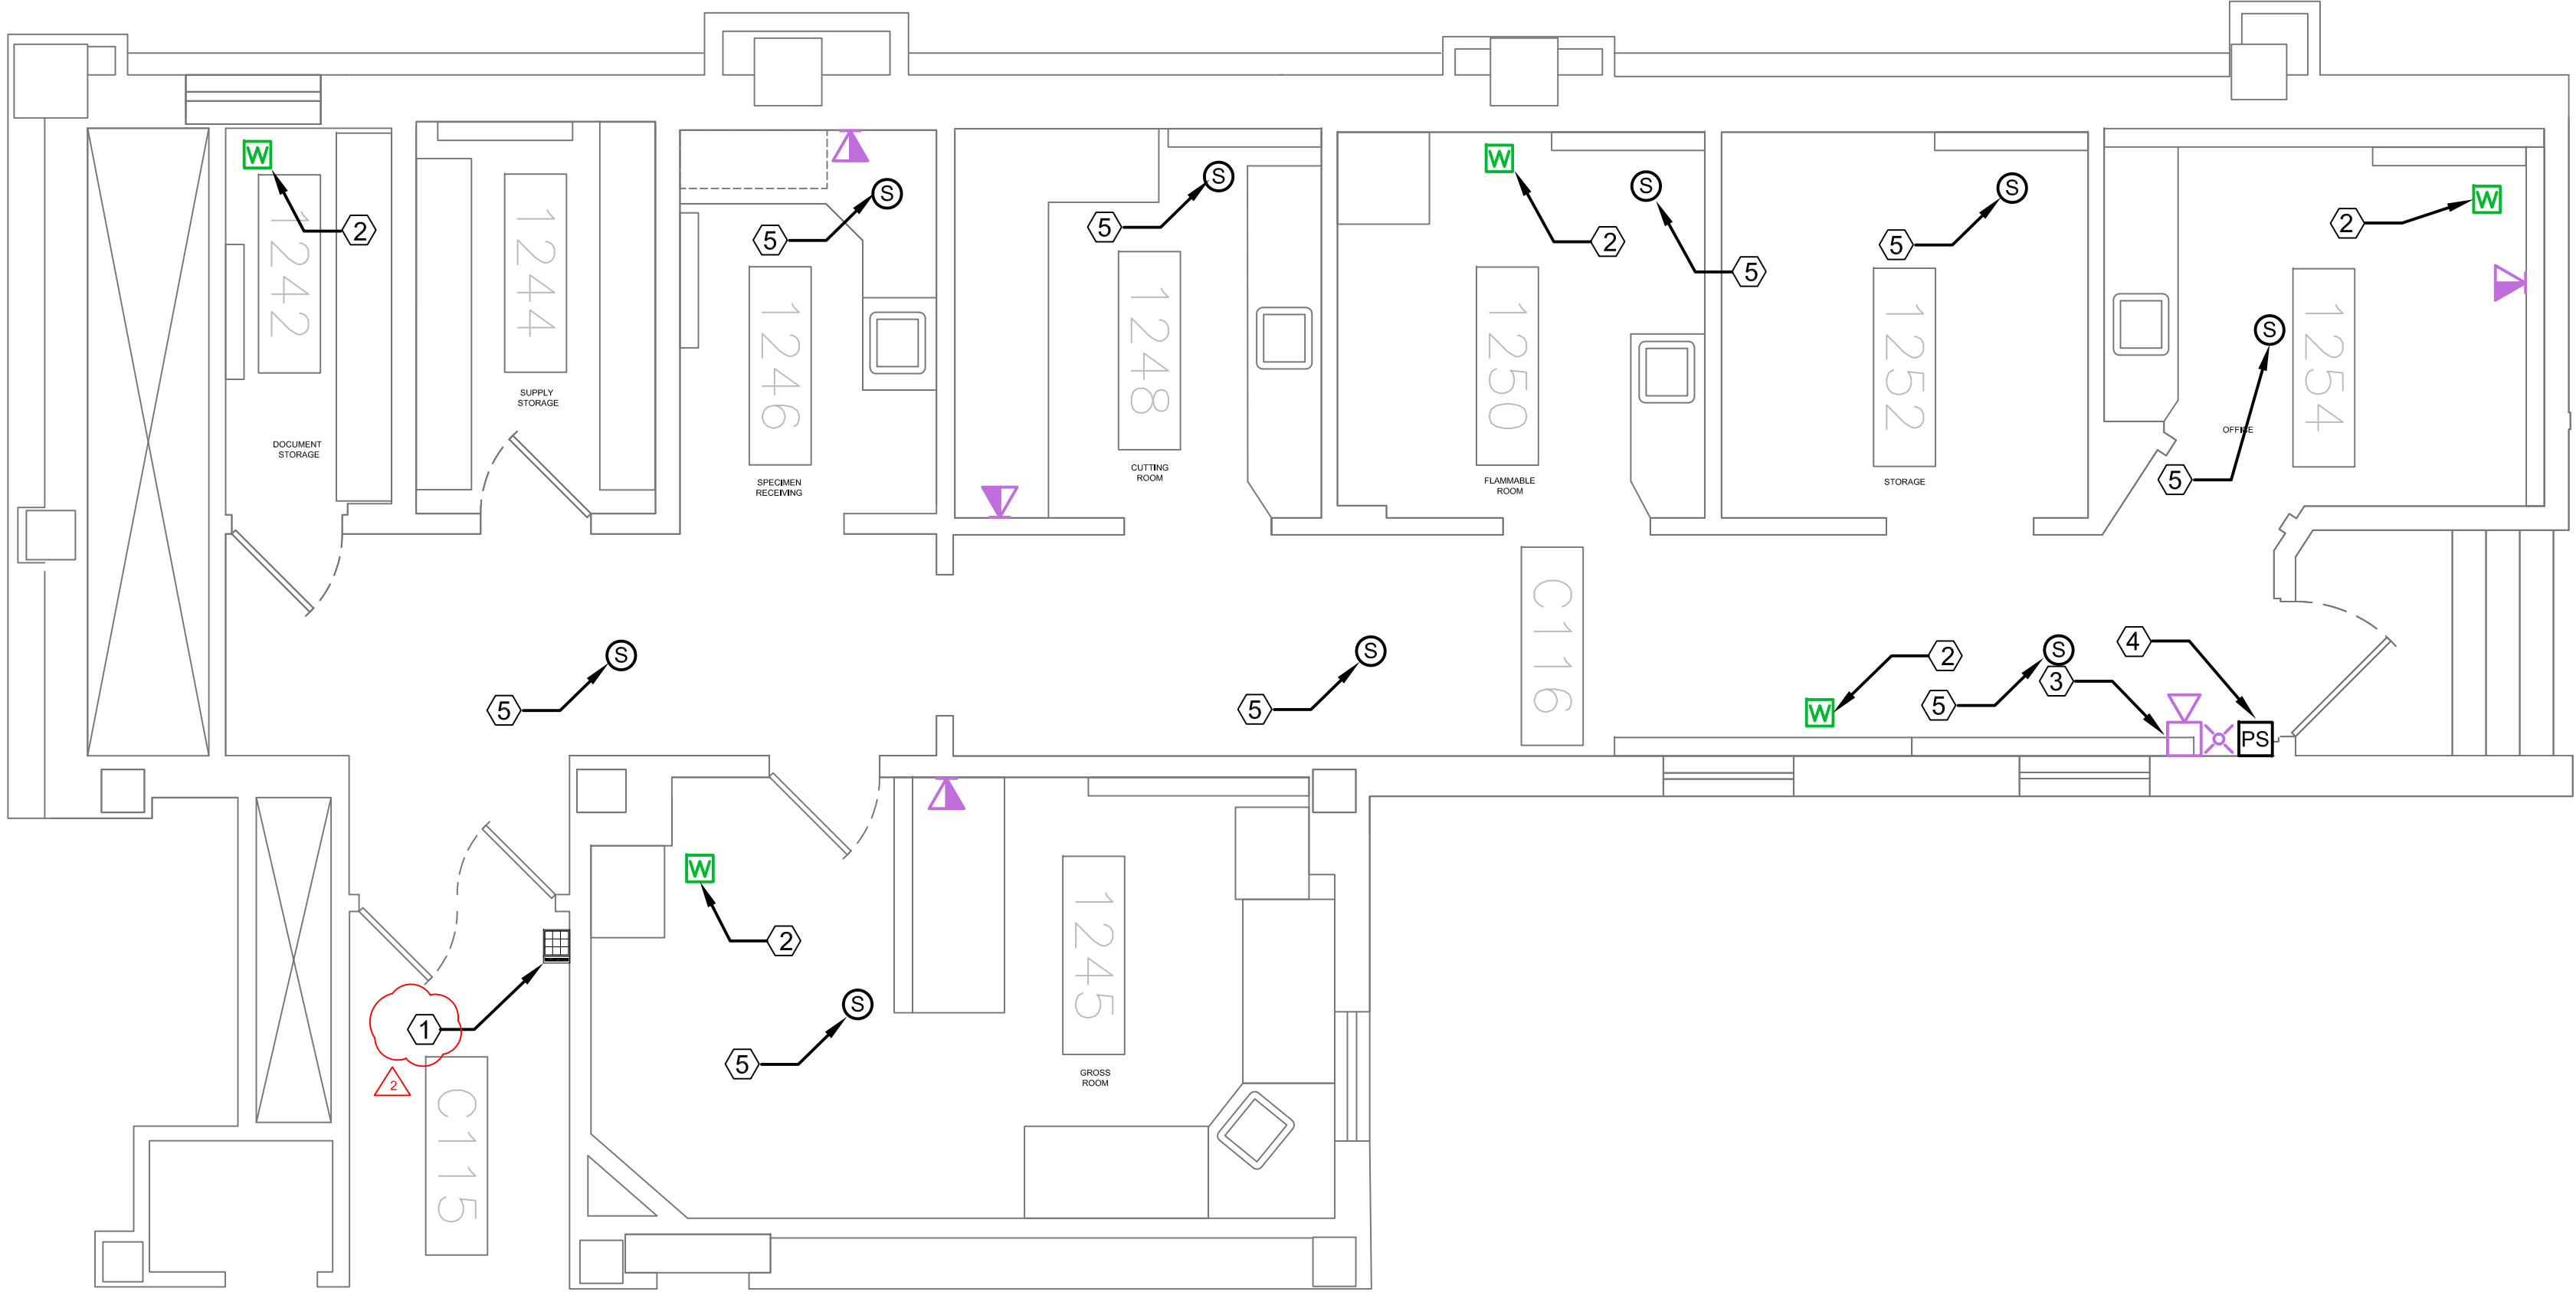 W
2
1242
DOCUMENT
STORAGE
1244
SUPPLY
STORAGE
S
5
1246
SPECIMEN
RECEIVING
S
5
1248
CUTTING
ROOM
W
2
S
5
1250
FLAMMABLE
ROOM
S
5
1252
STORAGE
W
2
S
5
1254
OFFICE
S
5
S
5
C1116
W
2
S
5
3
4
PS
W
2
S
5
1245
GROSS
ROOM
1
2
C1115